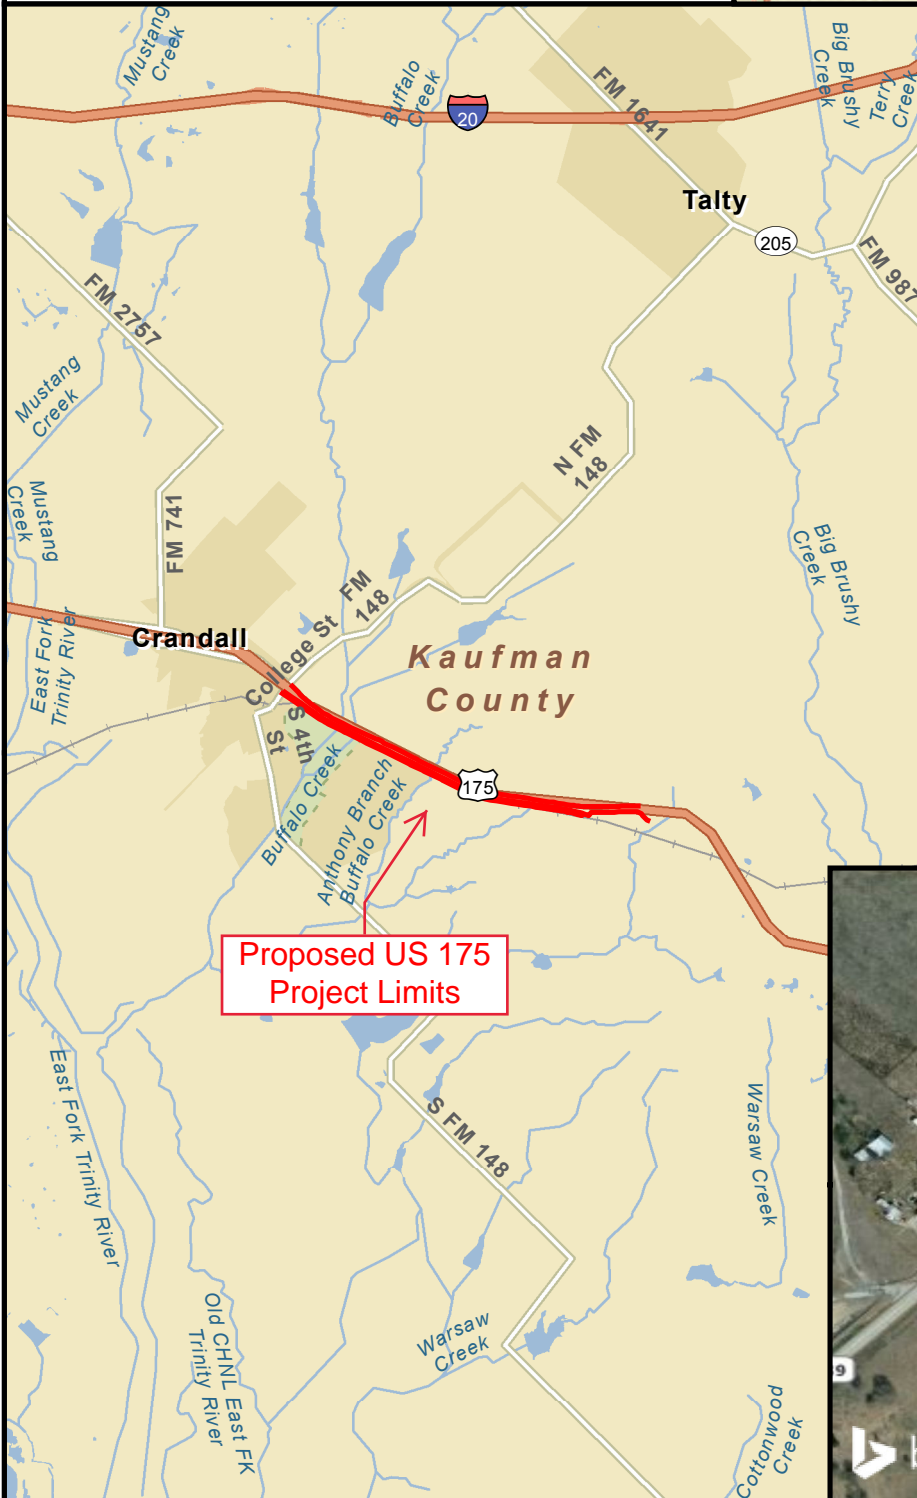 Mustang
Creek
Buffalo
Creek
Big Brushy
Creek
Terry
Creek
20
FM 1641
Talty
205
FM 987
FM 2757
Mustang
Creek
N FM
148
Mustang
Creek
FM 741
Big Brushy
Creek
FM
148
East Fork
Trinity River
Crandall
College St
Kaufman
County
S 4th
St
175
Buffalo Creek
Anthony Branch
Buffalo Creek
Proposed US 175
Project Limits
East Fork Trinity River
S FM 148
Warsaw Creek
Old CHNL East FK
Trinity River
Warsaw
Creek
Cottonwood
Creek
9
b